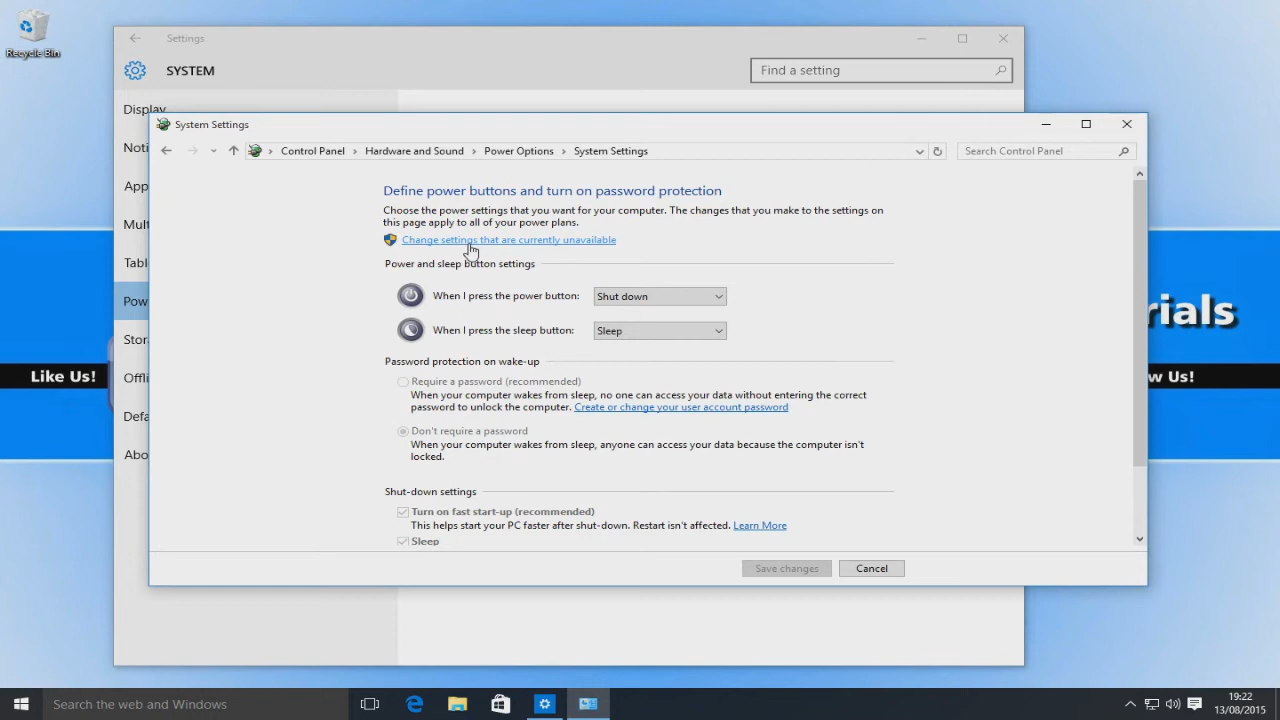 Recycle Bin
Settings
SYSTEM
Find a setting
Display
System Settings
Control Panel > Hardware and Sound > Power Options > System Settings
Search Control Panel
Define power buttons and turn on password protection
Choose the power settings that you want for your computer. The changes that you make to the settings on
this page apply to all of your power plans.
Change settings that are currently unavailable
Power and sleep button settings
When I press the power button: Shut down
When I press the sleep button: Sleep
Password protection on wake-up
Require a password (recommended)
When your computer wakes from sleep, no one can access your data without entering the correct
password to unlock the computer. Create or change your user account password
Don't require a password
When your computer wakes from sleep, anyone can access your data because the computer isn't
locked.
Shut-down settings
Turn on fast start-up (recommended)
This helps start your PC faster after shut-down. Restart isn't affected. Learn More
Sleep
Save changes
Cancel
Noti
App
Mult
Tabl
Pow
Stor
Offli
Defa
Abo
Like Us!
rials
w Us!
Search the web and Windows
19:22
13/08/2015